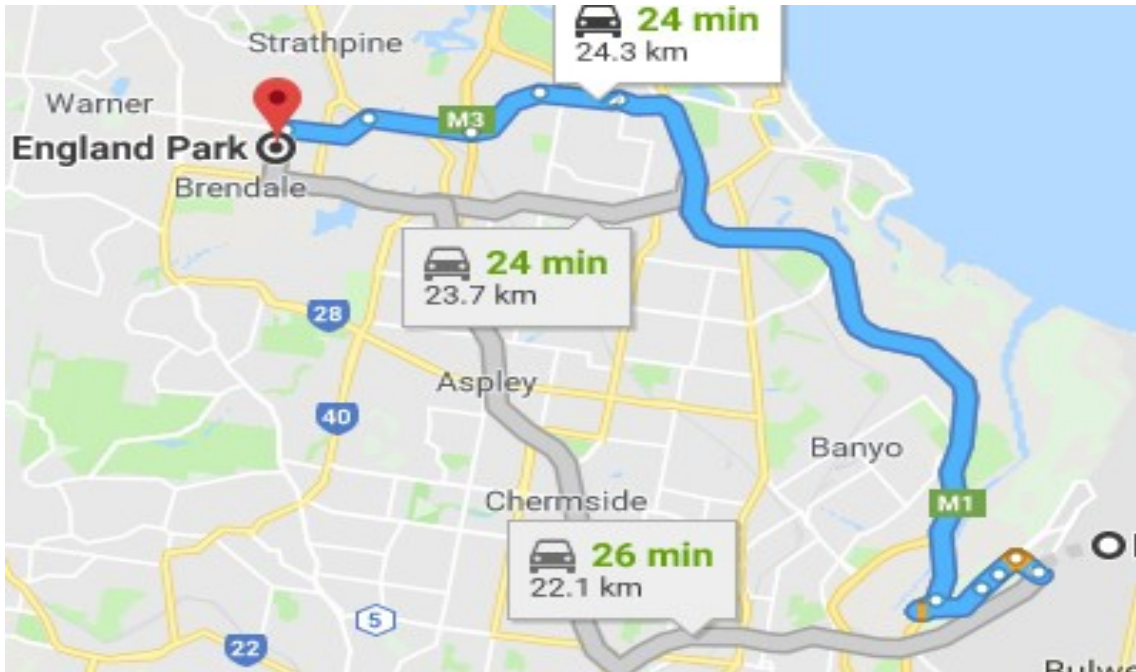 24 min
24.3 km
Strathpine
Warner
M3
England Park
Brendale
24 min
23.7 km
28
Aspley
40
Banyo
Chermside
M1
26 min
22.1 km
5
22